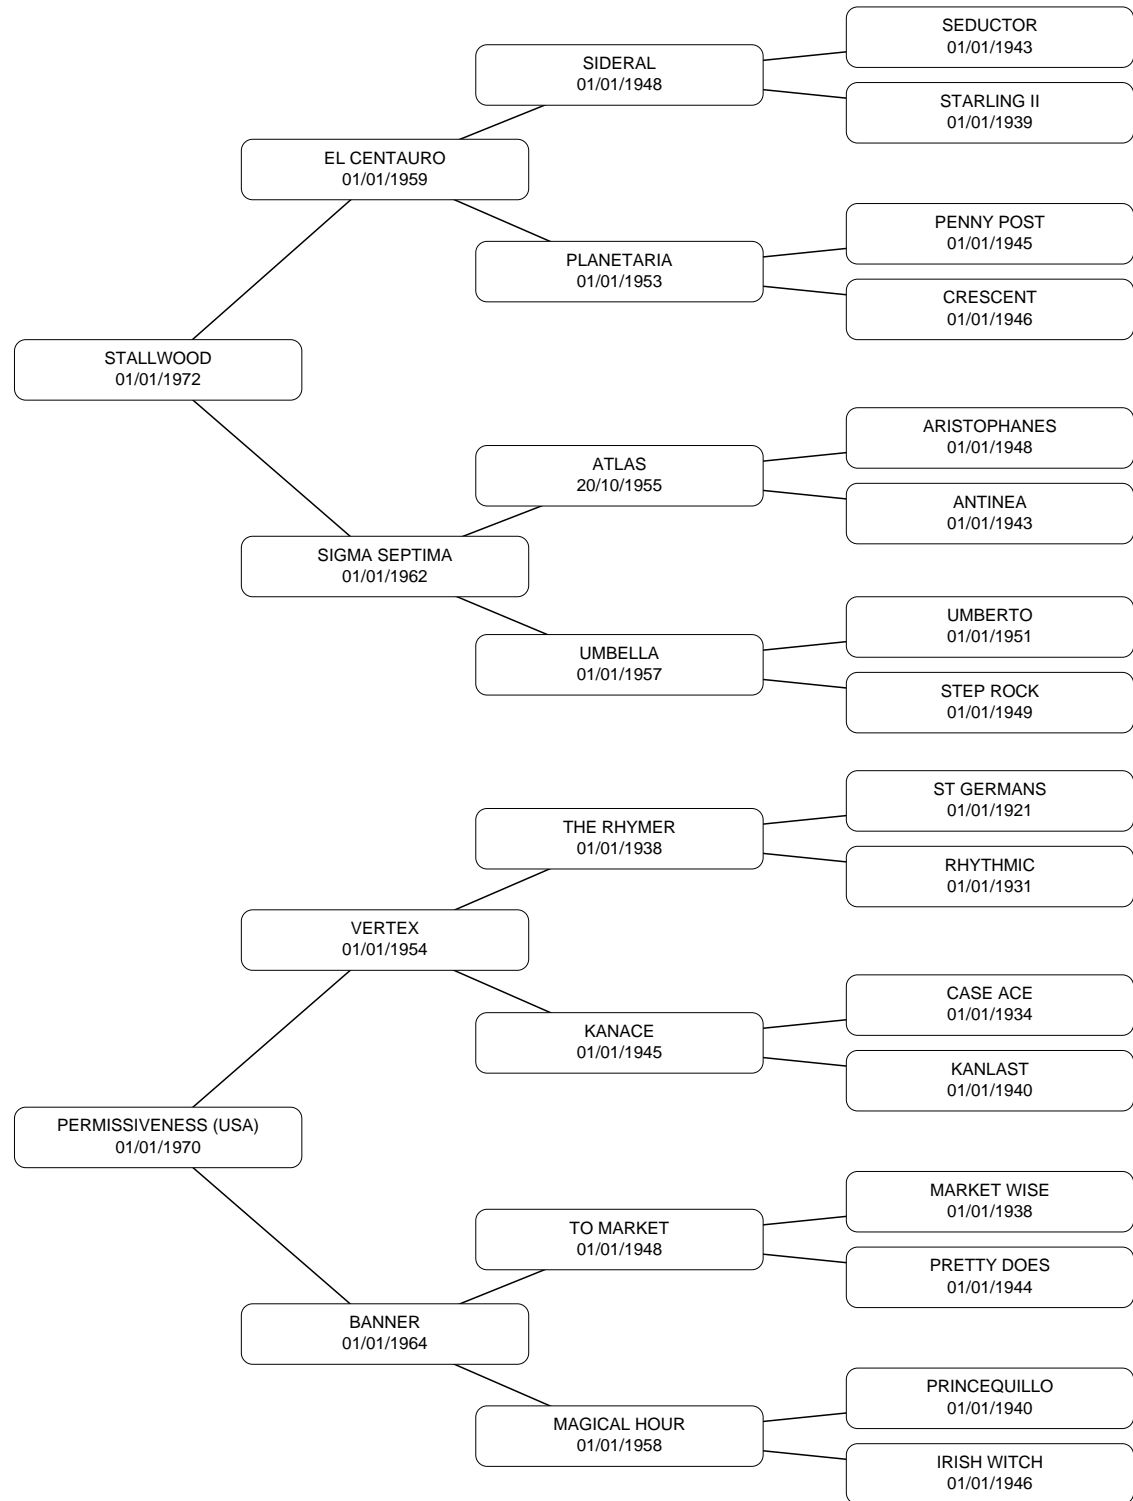 SEDUCTOR
01/01/1943
SIDERAL
01/01/1948
STARLING II
01/01/1939
EL CENTAURO
01/01/1959
PENNY POST
01/01/1945
PLANETARIA
01/01/1953
CRESCENT
01/01/1946
STALLWOOD
01/01/1972
ARISTOPHANES
01/01/1948
ATLAS
20/10/1955
ANTINEA
01/01/1943
SIGMA SEPTIMA
01/01/1962
UMBERTO
01/01/1951
UMBELLA
01/01/1957
STEP ROCK
01/01/1949
ST GERMANS
01/01/1921
THE RHYMER
01/01/1938
RHYTHMIC
01/01/1931
VERTEX
01/01/1954
CASE ACE
01/01/1934
KANACE
01/01/1945
KANLAST
01/01/1940
PERMISSIVENESS (USA)
01/01/1970
MARKET WISE
01/01/1938
TO MARKET
01/01/1948
PRETTY DOES
01/01/1944
BANNER
01/01/1964
PRINCEQUILLO
01/01/1940
MAGICAL HOUR
01/01/1958
IRISH WITCH
01/01/1946